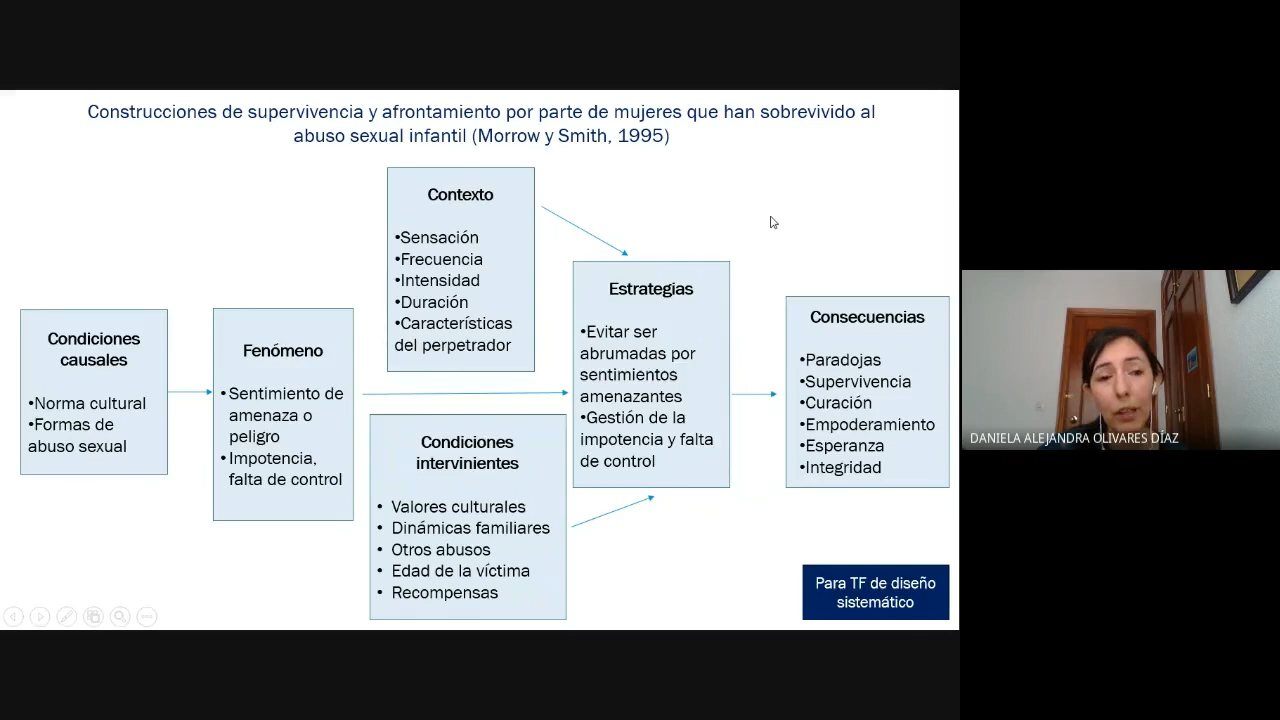 Construcciones de supervivencia y afrontamiento por parte de mujeres que han sobrevivido al
abuso sexual infantil (Morrow y Smith, 1995)
Condiciones
causales
•Norma cultural
•Formas de
abuso sexual
Fenómeno
• Sentimiento de
amenaza o
peligro
• Impotencia,
falta de control
Contexto
•Sensación
•Frecuencia
•Intensidad
•Duración
•Características
del perpetrador
Condiciones
intervinientes
• Valores culturales
• Dinámicas familiares
• Otros abusos
• Edad de la víctima
• Recompensas
Estrategias
•Evitar ser
abrumadas por
sentimientos
amenazantes
•Gestión de la
impotencia y falta
de control
Consecuencias
•Paradojas
•Supervivencia
•Curación
•Empoderamiento
•Esperanza
•Integridad
Para TF de diseño
sistemático
DANIELA ALEJANDRA OLIVARES DÍAZ